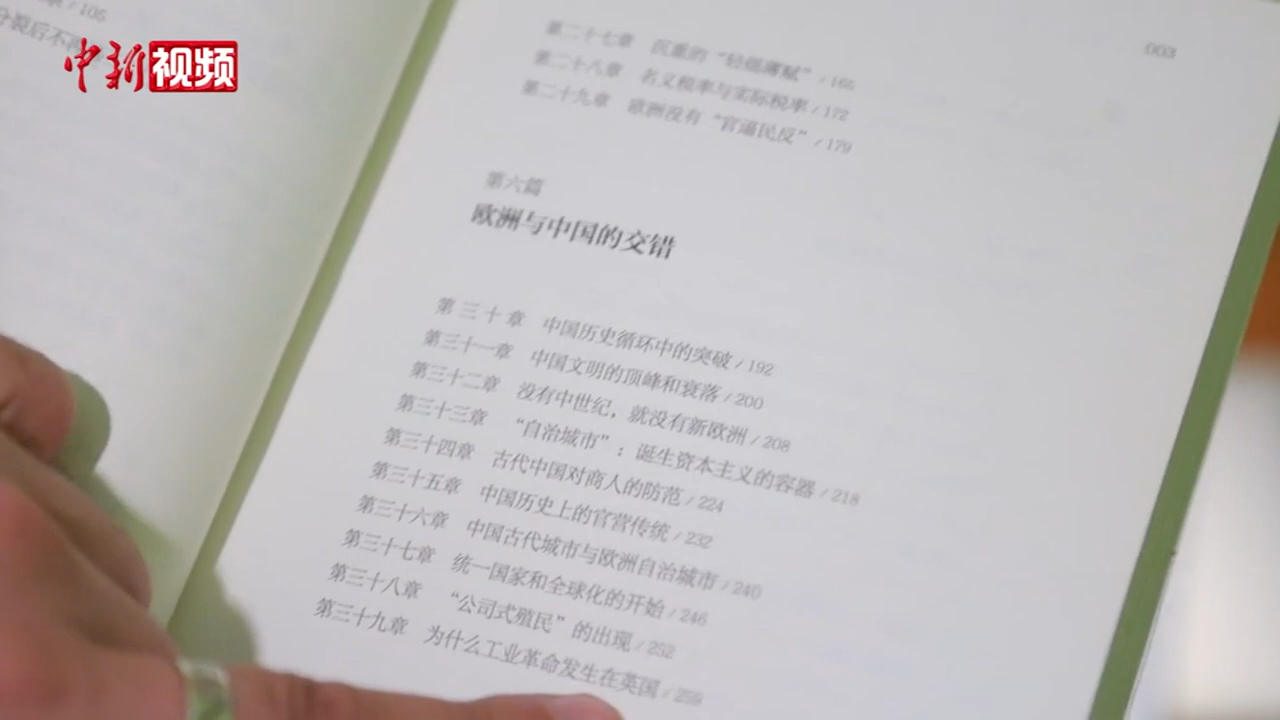 中新视频
/ 105
分裂后不再
003
第二十七章 沉重的“轻徭薄赋” / 165
第二十八章 名义税率与实际税率 / 172
第二十九章 欧洲没有“官逼民反” / 179
第六篇
欧洲与中国的交错
第三十章 中国历史循环中的突破 / 192
第三十一章 中国文明的顶峰和衰落 / 200
第三十二章 没有中世纪，就没有新欧洲 / 208
第三十三章 “自治城市”：诞生资本主义的容器 / 218
第三十四章 古代中国对商人的防范 / 224
第三十五章 中国历史上的官营传统 / 232
第三十六章 中国古代城市与欧洲自治城市 / 240
第三十七章 统一国家和全球化的开始 / 246
第三十八章 “公司式殖民”的出现 / 252
第三十九章 为什么工业革命发生在英国 / 259